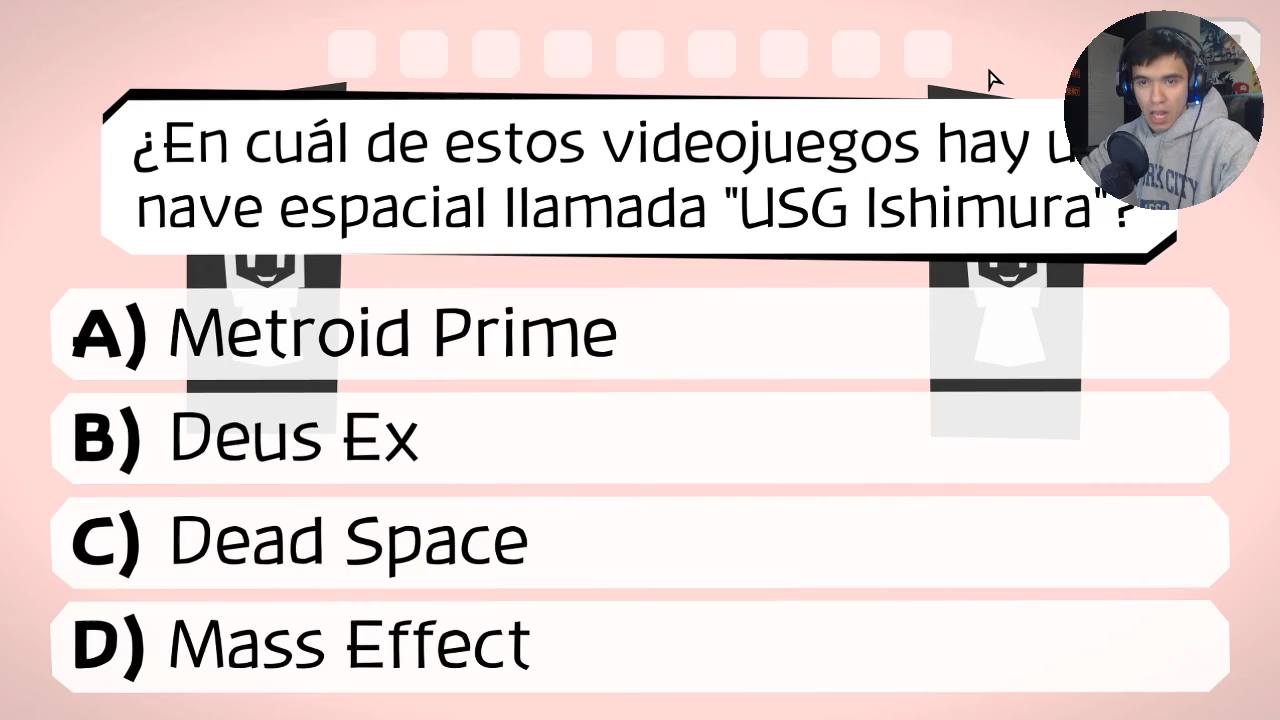 ¿En cuál de estos videojuegos hay
nave espacial llamada "USG Ishimura"?
A) Metroid Prime
B) Deus Ex
C) Dead Space
D) Mass Effect